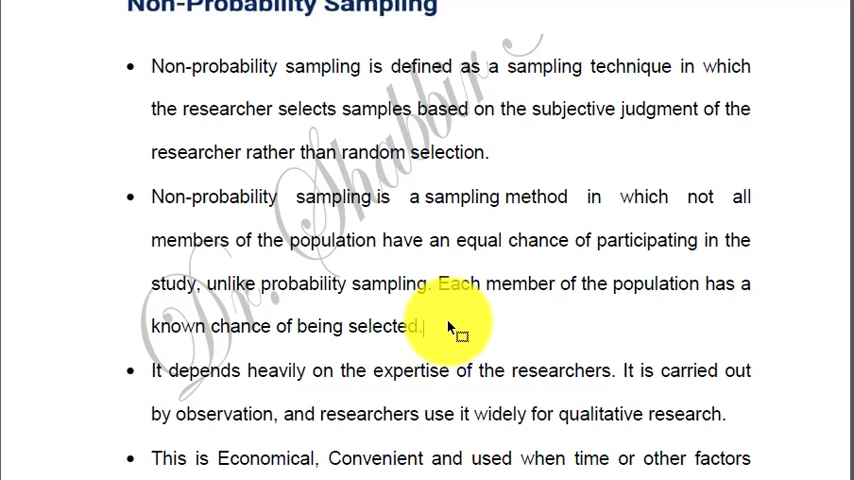 Non-Probability Sampling
• Non-probability sampling is defined as a sampling technique in which
the researcher selects samples based on the subjective judgment of the
researcher rather than random selection.
• Non-probability sampling is a sampling method in which not all
members of the population have an equal chance of participating in the
study, unlike probability sampling. Each member of the population has a
known chance of being selected.
• It depends heavily on the expertise of the researchers. It is carried out
by observation, and researchers use it widely for qualitative research.
• This is Economical, Convenient and used when time or other factors
Dr. Shabbir